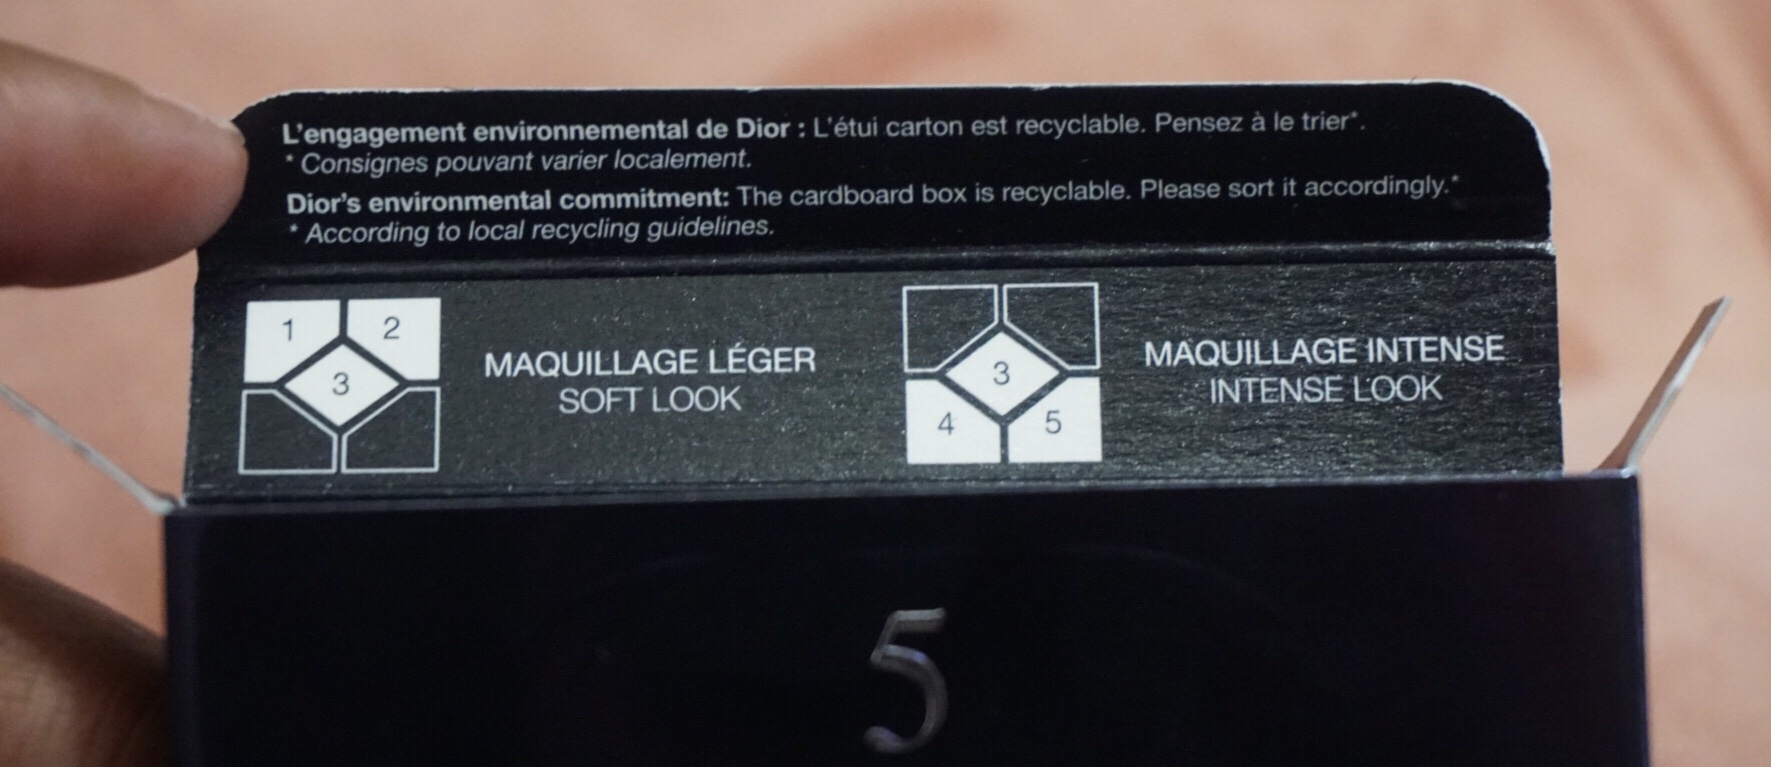 L'engagement environnemental de Dior : L'étui carton est recyclable. Pensez à le trier*.
* Consignes pouvant varier localement.
Dior's environmental commitment: The cardboard box is recyclable. Please sort it accordingly.*
* According to local recycling guidelines.
1 2
3
MAQUILLAGE LÉGER
SOFT LOOK
3
4 5
MAQUILLAGE INTENSE
INTENSE LOOK
5